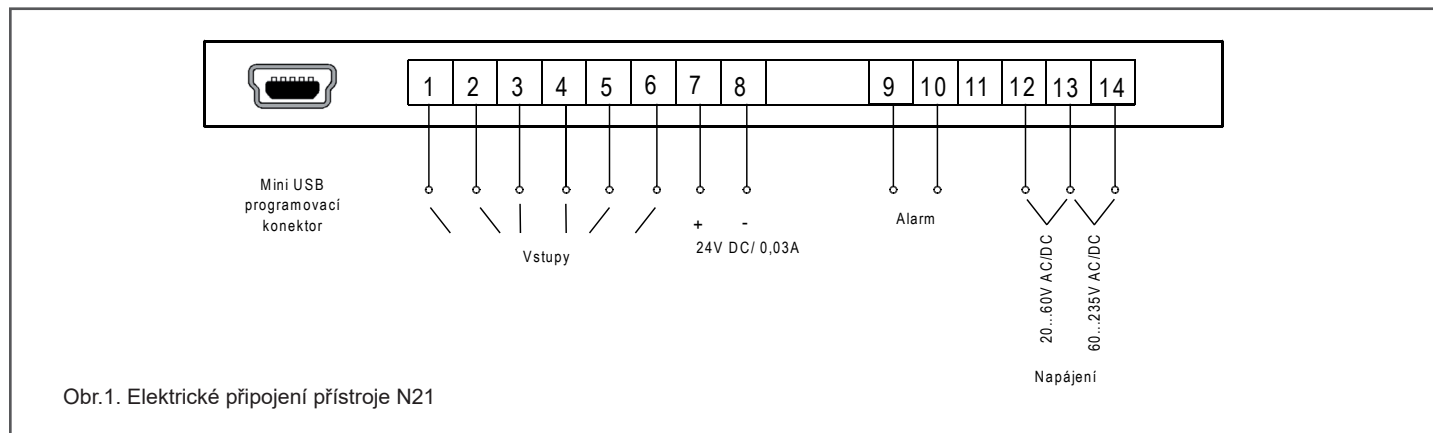 1 2 3 4 5 6 7 8 9 10 11 12 13 14
Mini USB
programovací
konektor
Vstupy
+ -
24V DC/ 0,03A
Alarm
20...60V AC/DC
60...235V AC/DC
Napájení
Obr.1. Elektrické připojení přístroje N21